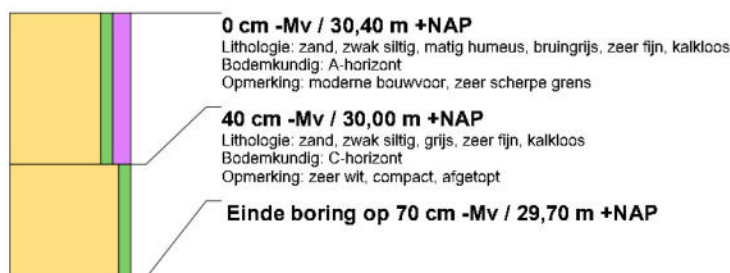 0 cm -Mv / 30,40 m +NAP
Lithologie: zand, zwak siltig, matig humeus, bruingrijs, zeer fijn, kalkloos
Bodemkundig: A-horizont
Opmerking: moderne bouwvoor, zeer scherpe grens
40 cm -Mv / 30,00 m +NAP
Lithologie: zand, zwak siltig, grijs, zeer fijn, kalkloos
Bodemkundig: C-horizont
Opmerking: zeer wit, compact, afgetopt
Einde boring op 70 cm -Mv / 29,70 m +NAP